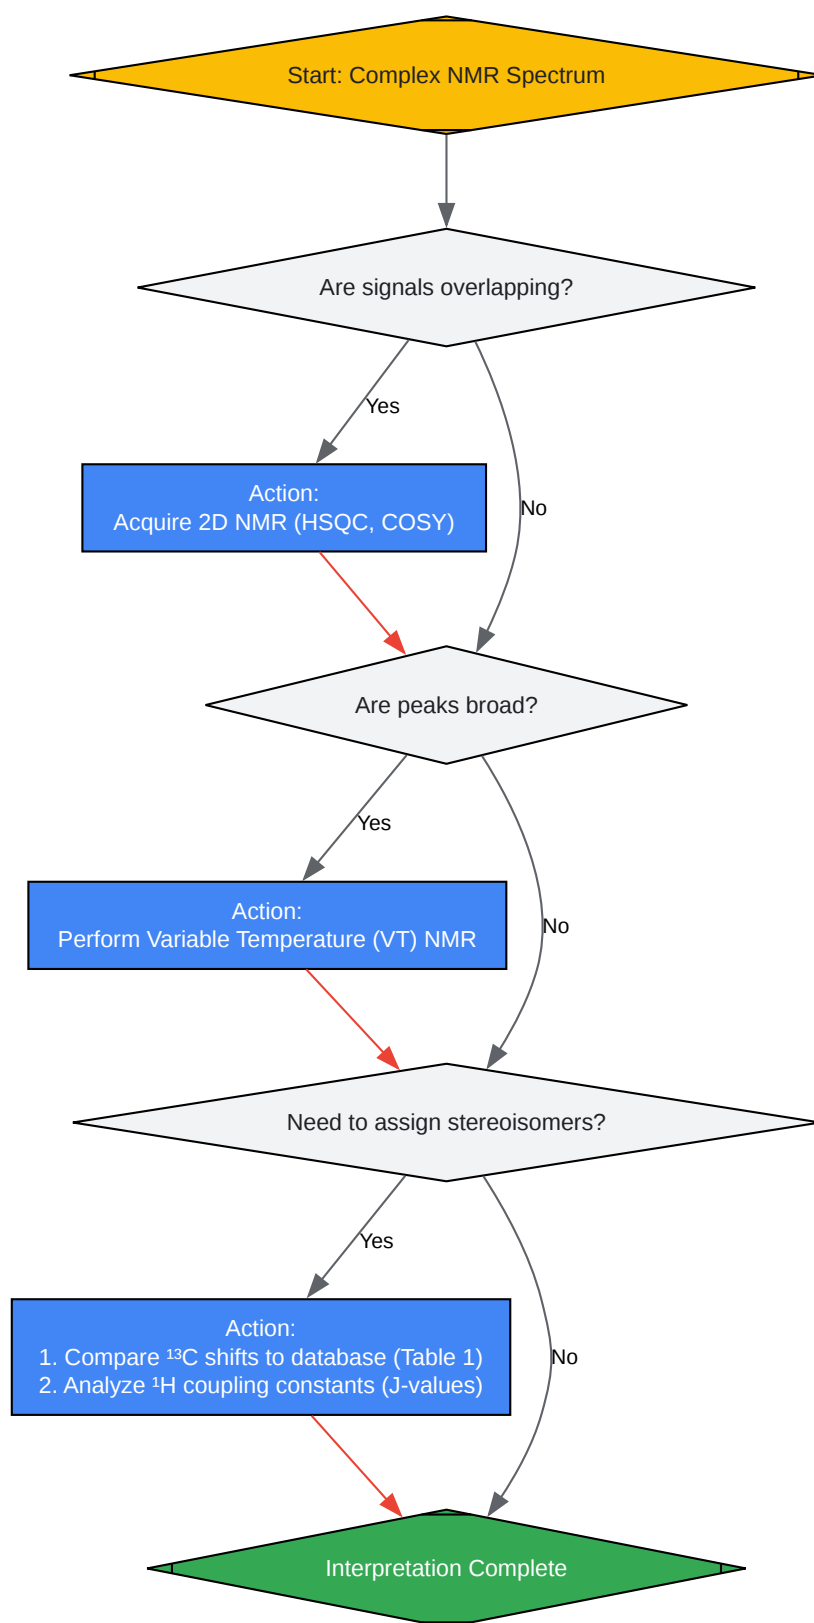 Start: Complex NMR Spectrum
Are signals overlapping?
Yes
Action:
Acquire 2D NMR (HSQC, COSY)
No
Are peaks broad?
Yes
Action:
Perform Variable Temperature (VT) NMR
No
Need to assign stereoisomers?
Yes
Action:
1. Compare ¹³C shifts to database (Table 1)
2. Analyze ¹H coupling constants (J-values)
No
Interpretation Complete